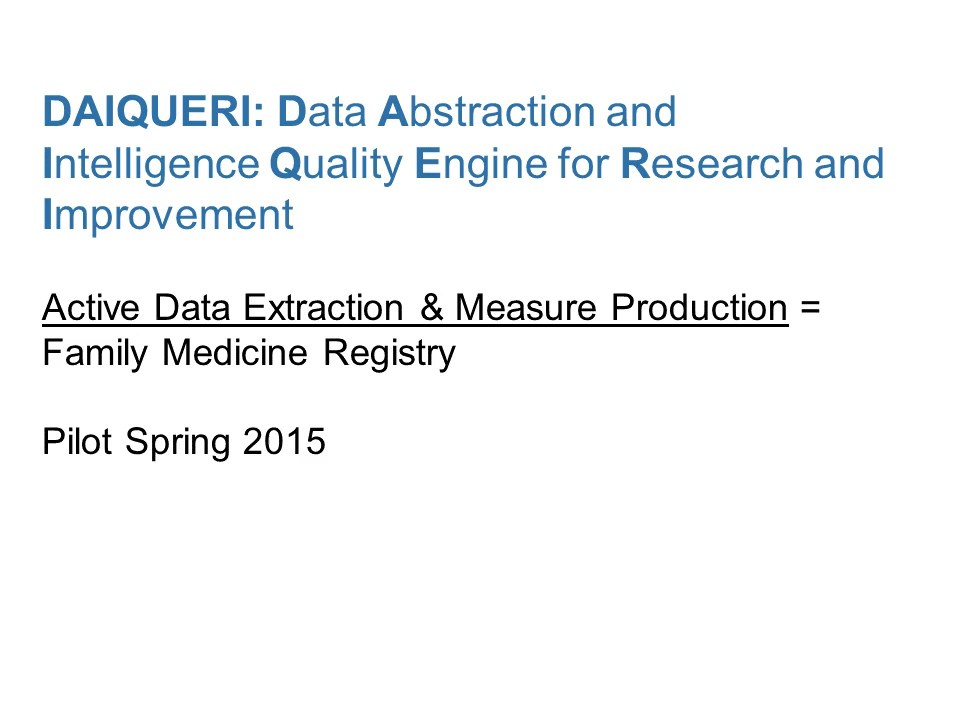 DAIQUERI: Data Abstraction and
Intelligence Quality Engine for Research and
Improvement
Active Data Extraction & Measure Production =
Family Medicine Registry
Pilot Spring 2015